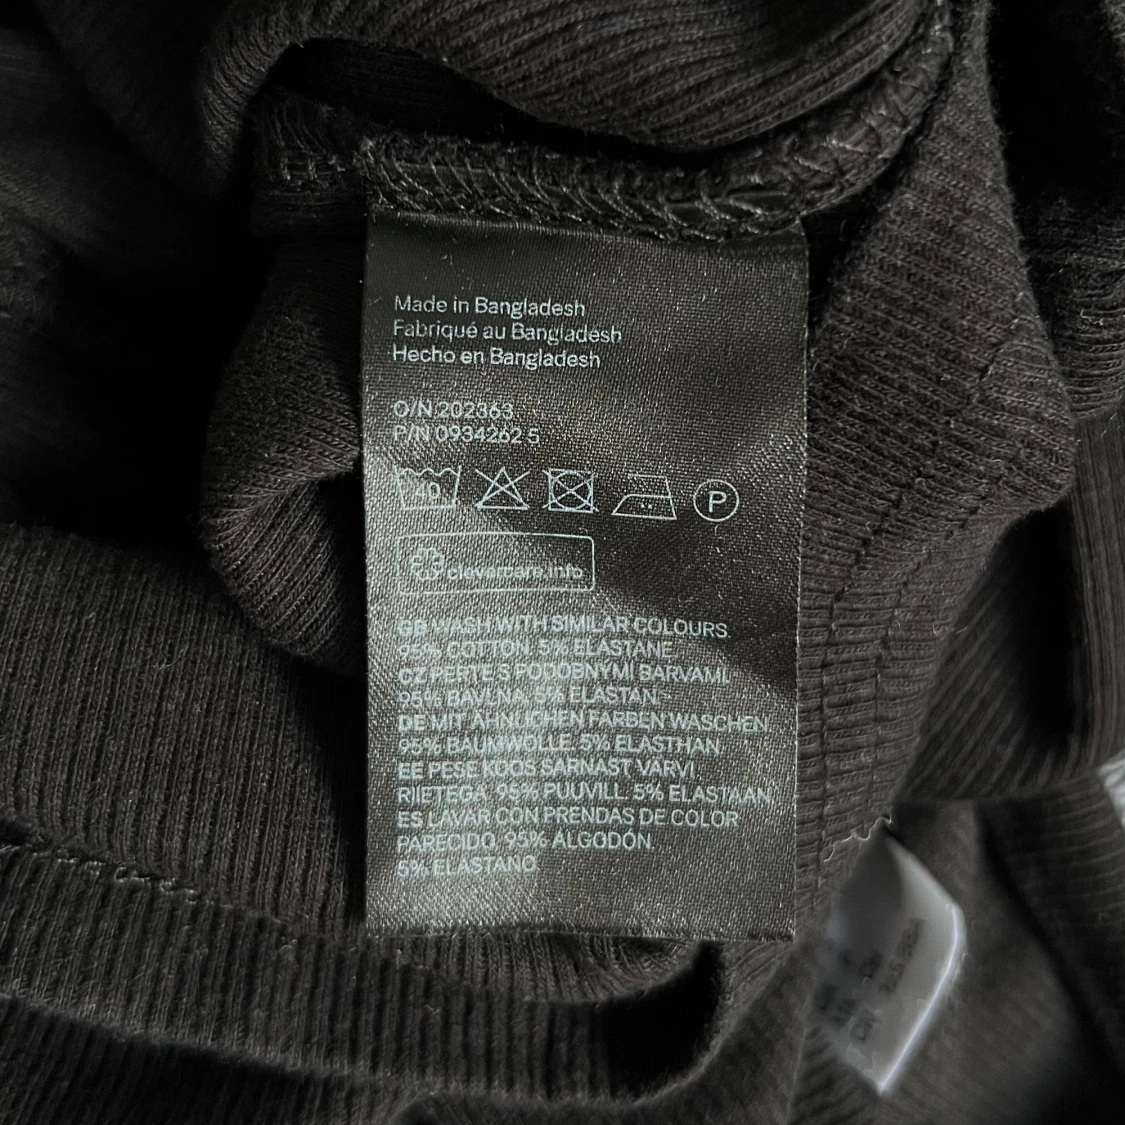 Made in Bangladesh
Fabriqué au Bangladesh
Hecho en Bangladesh
O/N 202363
P/N 0934262 5
40 P
clevercare.info
GB WASH WITH SIMILAR COLOURS.
95% COTTON. 5% ELASTANE
CZ PERTE S PODOBNÝMI BARVAMI.
95% BAVLNA. 5% ELASTAN.
DE MIT ÄHNLICHEN FARBEN WASCHEN.
95% BAUMWOLLE. 5% ELASTHAN
EE PESE KOOS SARNAST VÄRVI
RIIETEGA. 95% PUUVILL. 5% ELASTAAN.
ES LAVAR CON PRENDAS DE COLOR
PARECIDO. 95% ALGODÓN.
5% ELASTANO